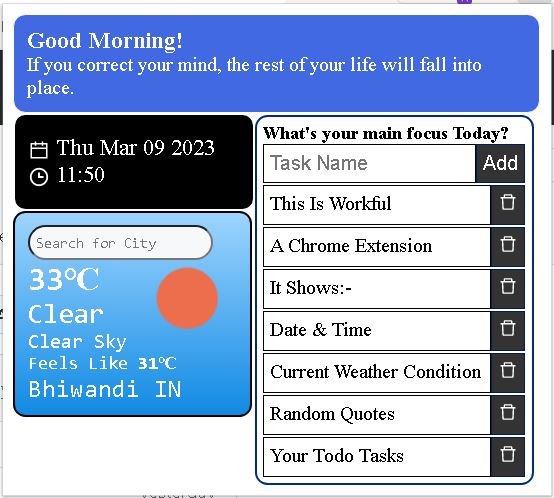 Good Morning!
If you correct your mind, the rest of your life will fall into
place.
Thu Mar 09 2023
11:50
Search for City
33°C
Clear
Clear Sky
Feels Like 31°C
Bhiwandi IN
What's your main focus Today?
Task Name Add
This Is Workful
A Chrome Extension
It Shows:-
Date & Time
Current Weather Condition
Random Quotes
Your Todo Tasks